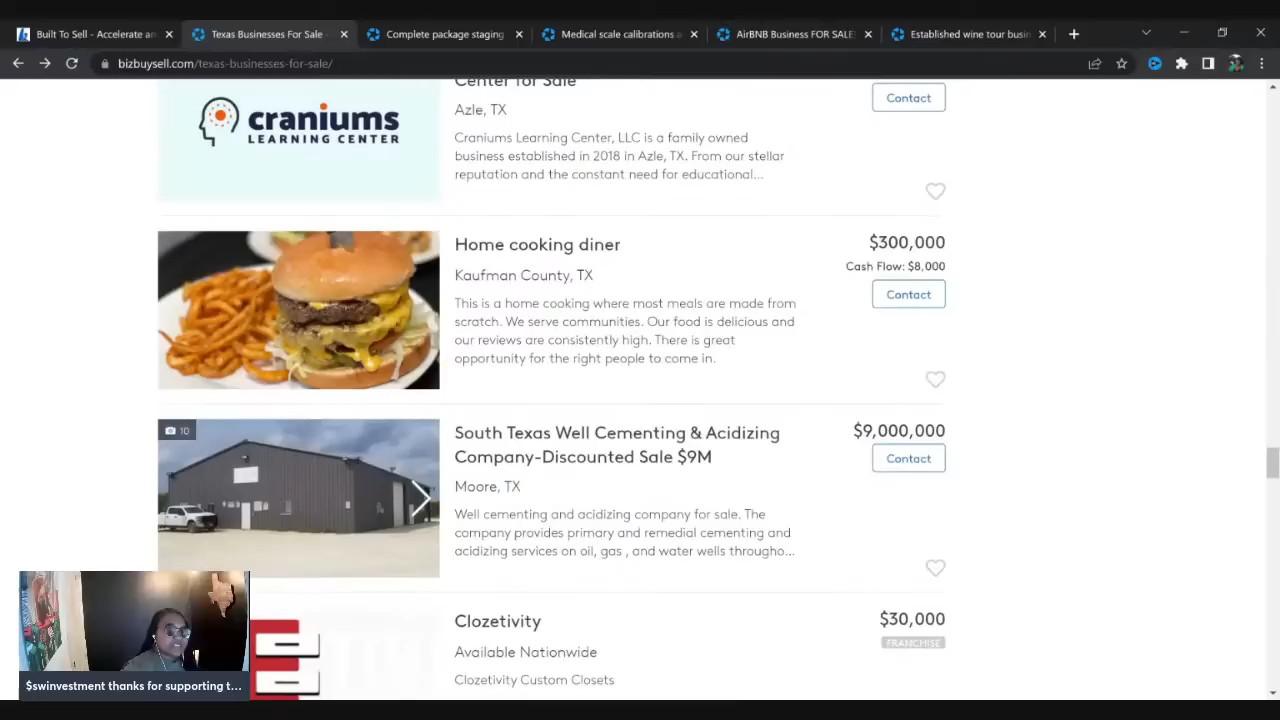 Built To Sell - Accelerate an
Texas Businesses For Sale -
Complete package staging
Medical scale calibrations a
AirBNB Business FOR SALE!
Established wine tour busin
bizbuysell.com/texas-businesses-for-sale/
Center for Sale
Contact
Azle, TX
craniums
LEARNING CENTER
Craniums Learning Center, LLC is a family owned
business established in 2018 in Azle, TX. From our stellar
reputation and the constant need for educational...
Home cooking diner
$300,000
Kaufman County, TX
Cash Flow: $8,000
Contact
This is a home cooking where most meals are made from
scratch. We serve communities. Our food is delicious and
our reviews are consistently high. There is great
opportunity for the right people to come in.
10
South Texas Well Cementing & Acidizing
Company-Discounted Sale $9M
$9,000,000
Contact
Moore, TX
Well cementing and acidizing company for sale. The
company provides primary and remedial cementing and
acidizing services on oil, gas , and water wells througho...
Clozetivity
$30,000
FRANCHISE
Available Nationwide
Clozetivity Custom Closets
$swinvestment thanks for supporting t...